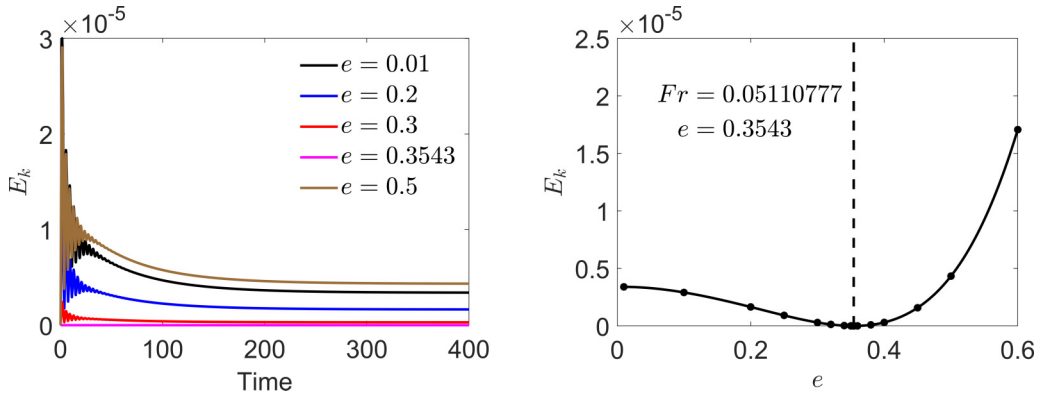 ×10⁻⁵
3
2
1
0
E_k
0
100
200
300
400
Time
e = 0.01
e = 0.2
e = 0.3
e = 0.3543
e = 0.5
×10⁻⁵
2.5
2
1.5
1
0.5
0
E_k
Fr = 0.05110777
e = 0.3543
0
0.2
0.4
0.6
e